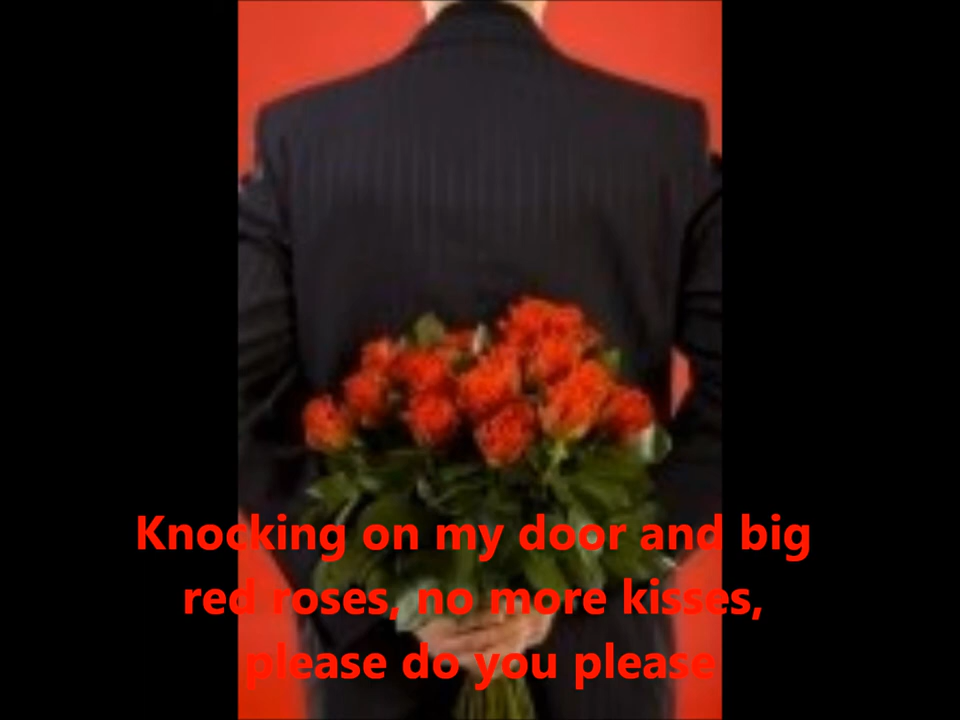 Knocking on my door and big
red roses, no more kisses,
please do you please